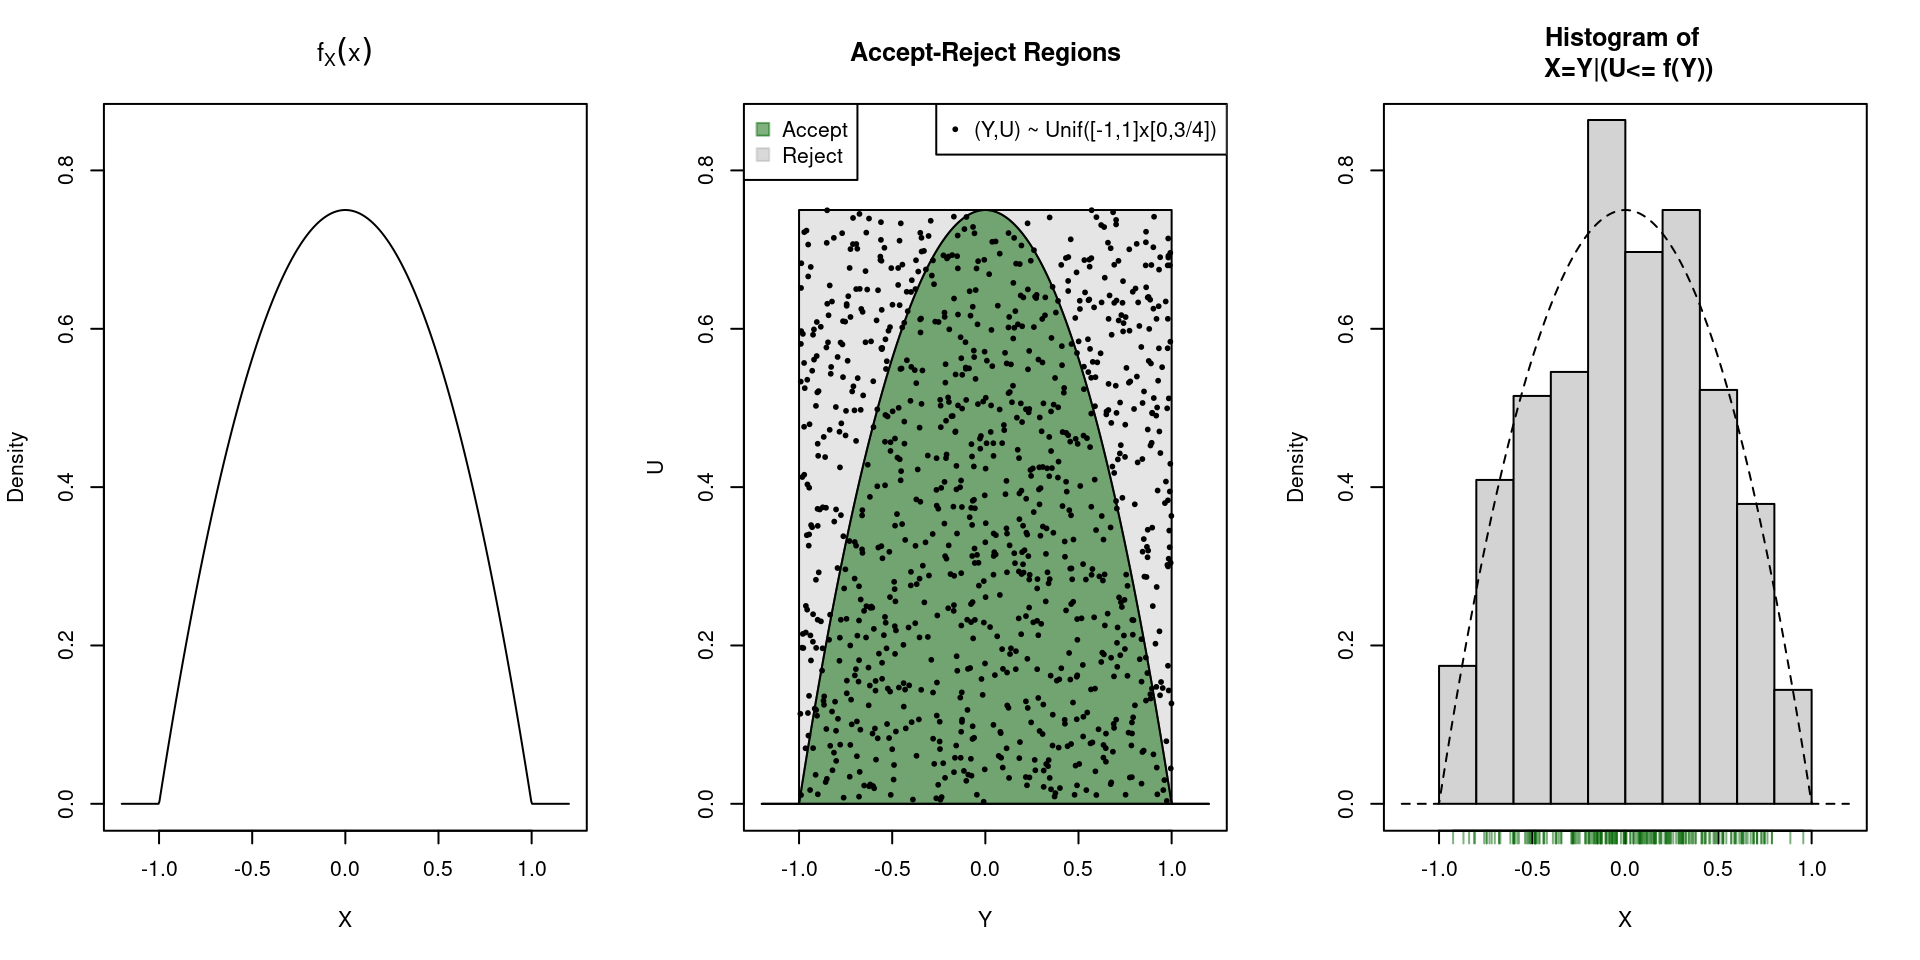 fX(x)
Density
0.8
0.6
0.4
0.2
0.0
-1.0 -0.5 0.0 0.5 1.0
X
Accept-Reject Regions
Accept
Reject
(Y,U) ~ Unif([-1,1]x[0,3/4])
U
0.8
0.6
0.4
0.2
0.0
-1.0 -0.5 0.0 0.5 1.0
Y
Histogram of
X=Y|(U<= f(Y))
Density
0.8
0.6
0.4
0.2
0.0
-1.0 -0.5 0.0 0.5 1.0
X